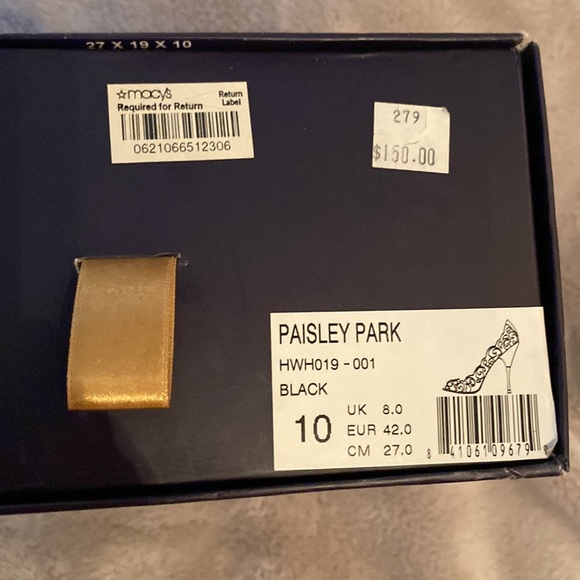 27 X 19 X 10
☆macy's Return Label
Required for Return
0621066512306
279
$150.00
PAISLEY PARK
HWH019 - 001
BLACK
10
UK 8.0
EUR 42.0
CM 27.0
8 41061 09679